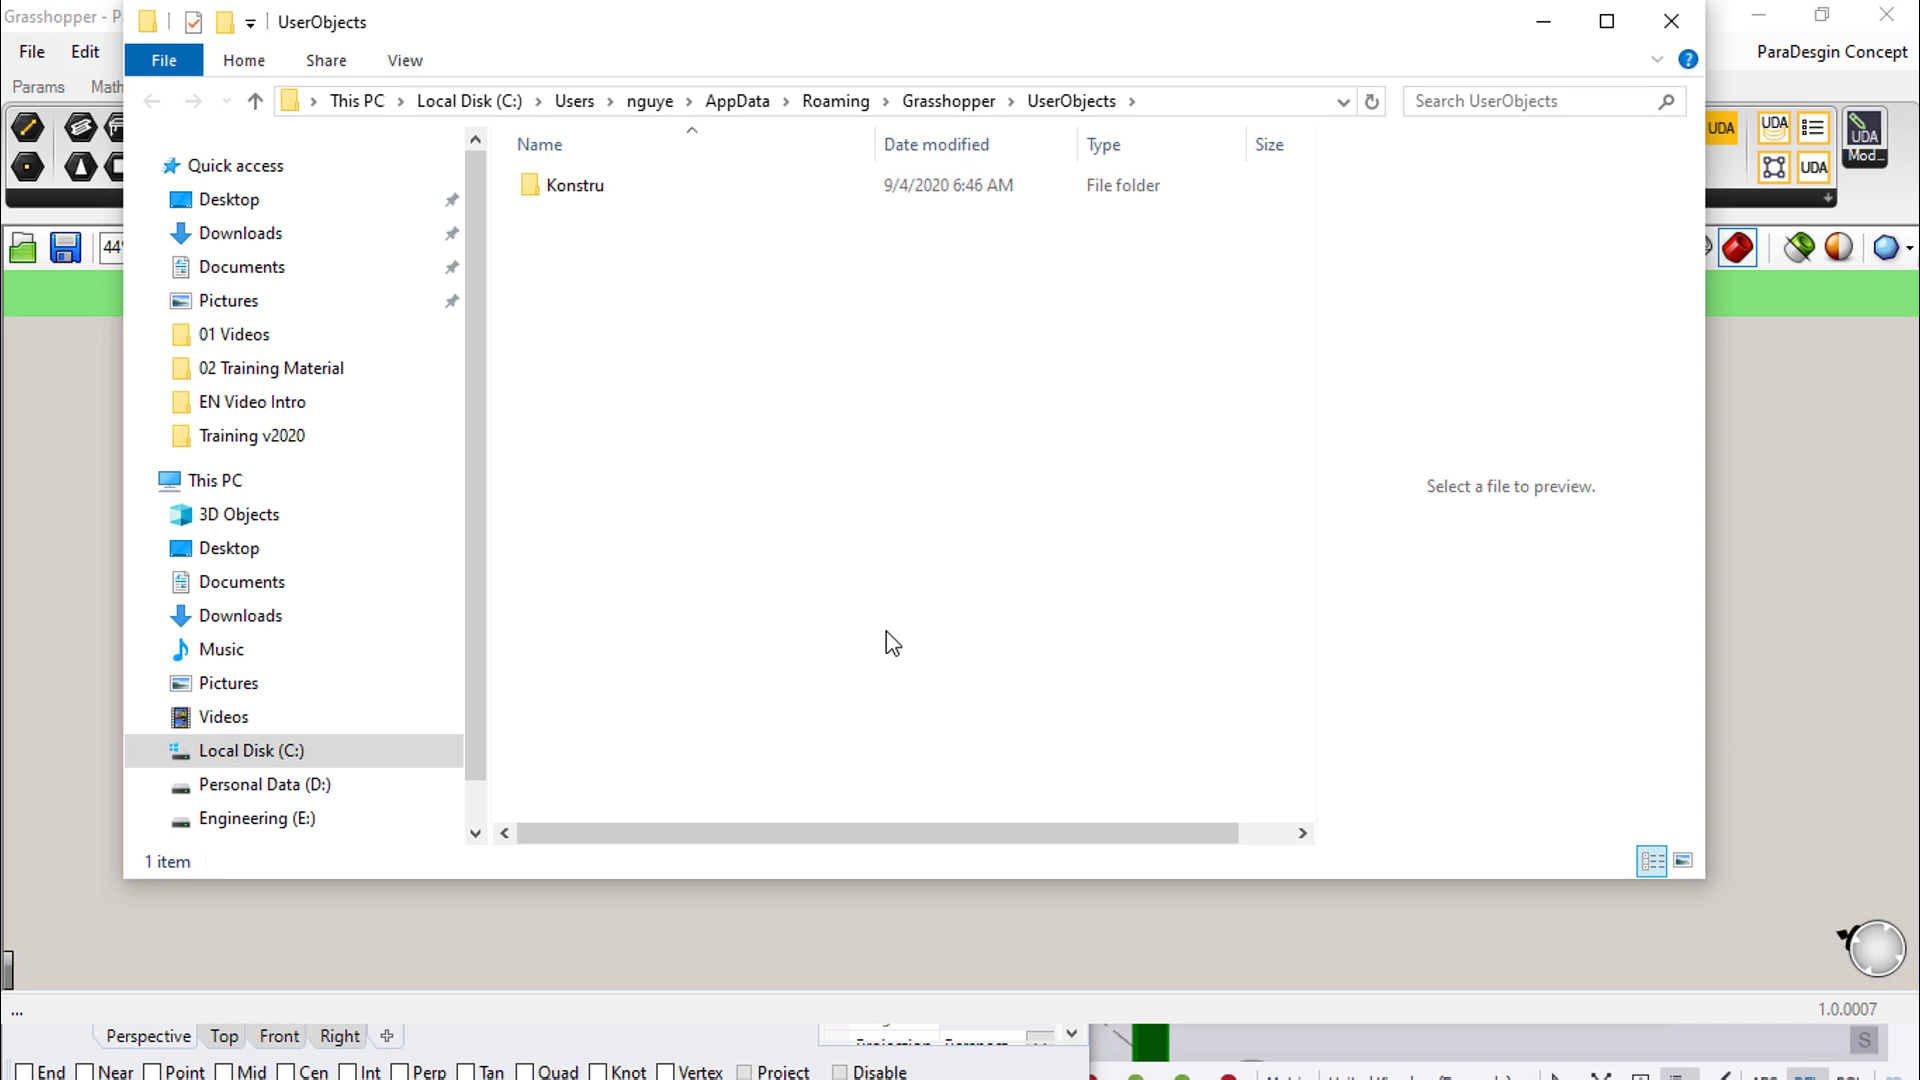 Grasshopper - P
UserObjects
File Edit
ParaDesgin Concept
File Home Share View
Params Math
This PC > Local Disk (C:) > Users > nguye > AppData > Roaming > Grasshopper > UserObjects >
Search UserObjects
Name Date modified Type Size
Konstru 9/4/2020 6:46 AM File folder
Quick access
Desktop
Downloads
Documents
Pictures
01 Videos
02 Training Material
EN Video Intro
Training v2020
This PC
3D Objects
Desktop
Documents
Downloads
Music
Pictures
Videos
Local Disk (C:)
Personal Data (D:)
Engineering (E:)
Select a file to preview.
1 item
UDA UDA UDA
Mod...
UDA
44
...
1.0.0007
Perspective Top Front Right
S
End Near Point Mid Cen Int Perp Tan Quad Knot Vertex Project Disable